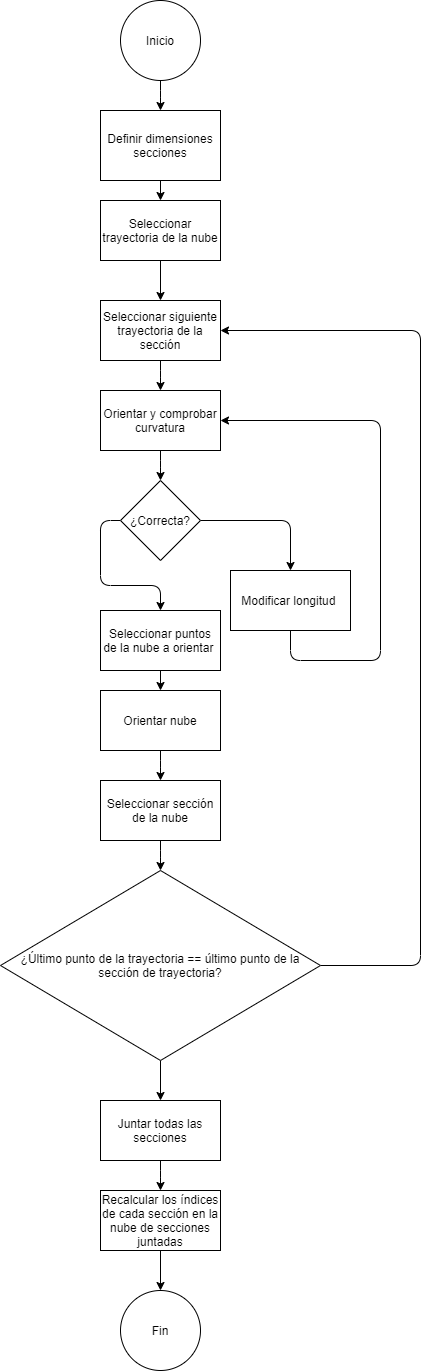 Inicio
Definir dimensiones
secciones
Seleccionar
trayectoria de la nube
Seleccionar siguiente
trayectoria de la
sección
Orientar y comprobar
curvatura
¿Correcta?
Modificar longitud
Seleccionar puntos
de la nube a orientar
Orientar nube
Seleccionar sección
de la nube
¿Último punto de la trayectoria == último punto de la
sección de trayectoria?
Juntar todas las
secciones
Recalcular los índices
de cada sección en la
nube de secciones
juntadas
Fin